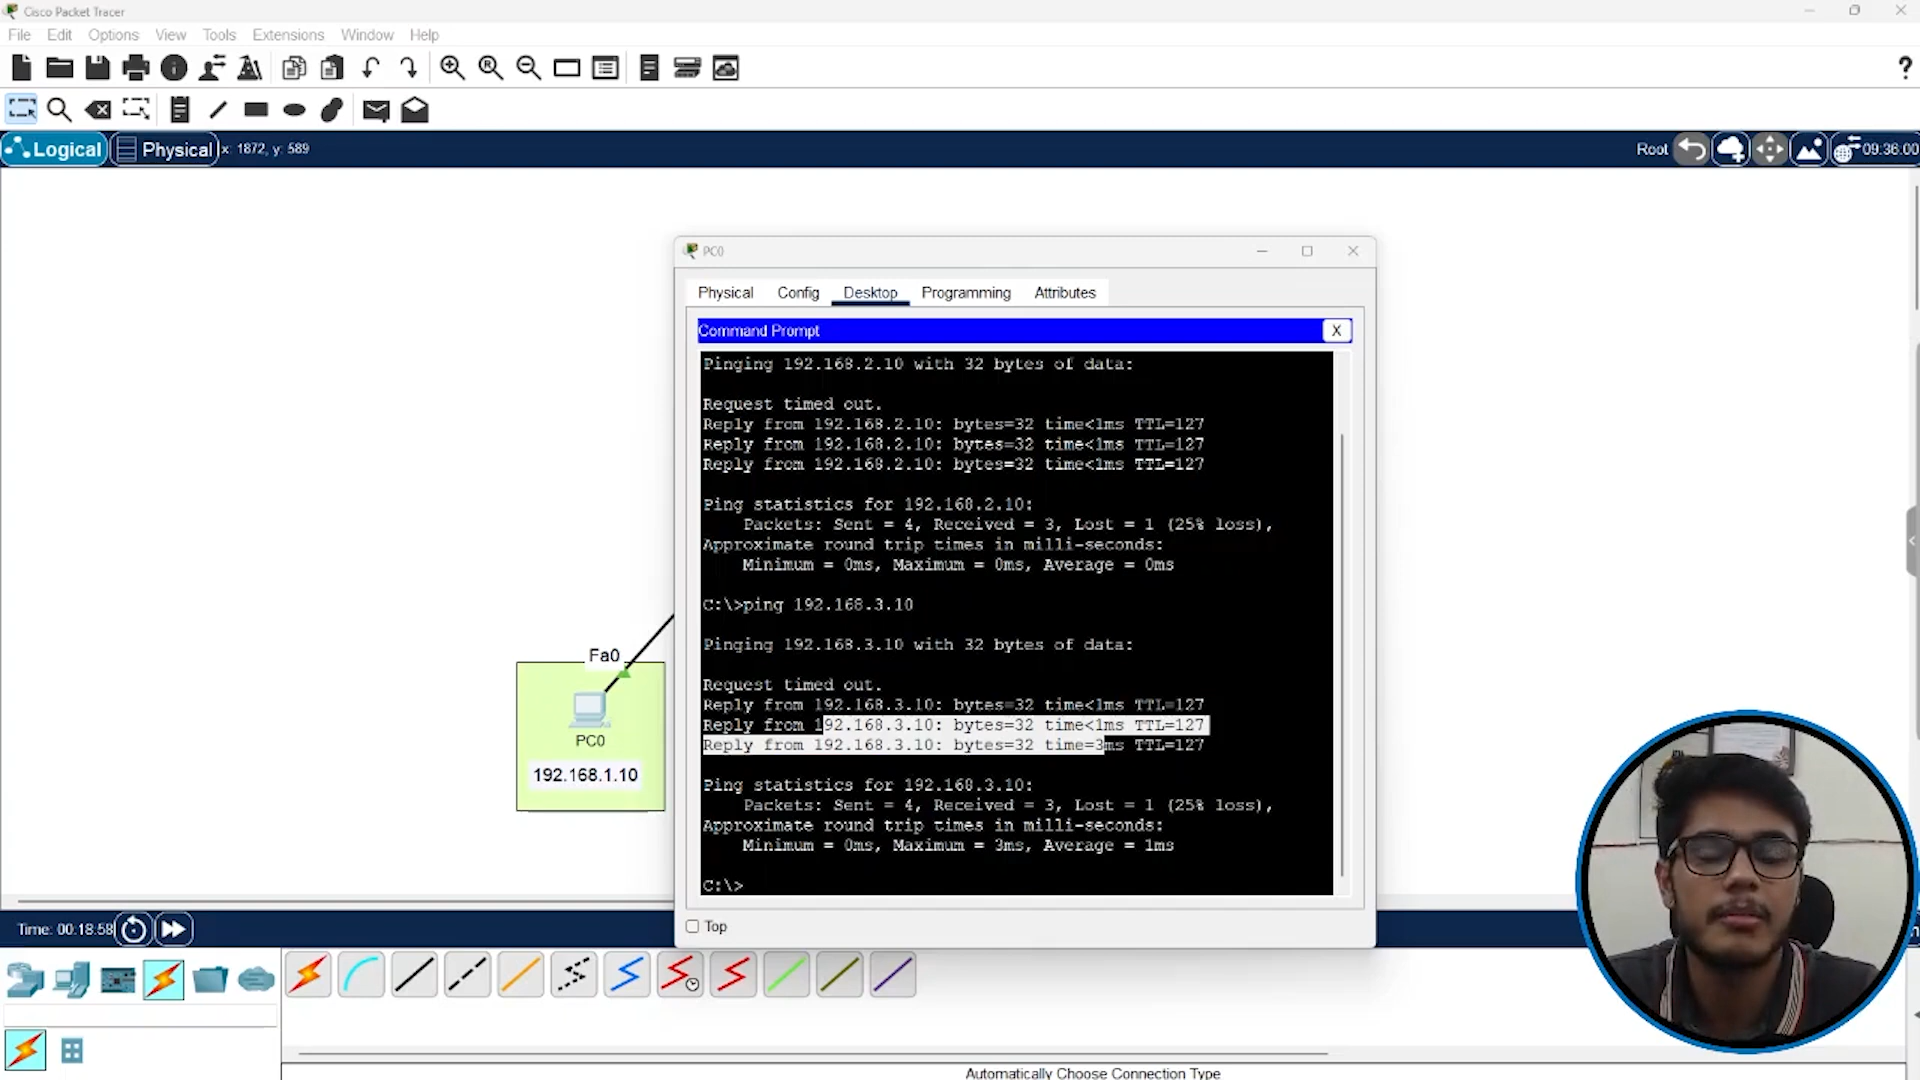 Cisco Packet Tracer
File Edit Options View Tools Extensions Window Help
?
Logical Physical x: 1872, y: 589 Root 09:36:00
PC0
Physical Config Desktop Programming Attributes
Command Prompt X
Pinging 192.168.2.10 with 32 bytes of data:
Request timed out.
Reply from 192.168.2.10: bytes=32 time<1ms TTL=127
Reply from 192.168.2.10: bytes=32 time<1ms TTL=127
Reply from 192.168.2.10: bytes=32 time<1ms TTL=127
Ping statistics for 192.168.2.10:
Packets: Sent = 4, Received = 3, Lost = 1 (25% loss),
Approximate round trip times in milli-seconds:
Minimum = 0ms, Maximum = 0ms, Average = 0ms
C:\>ping 192.168.3.10
Pinging 192.168.3.10 with 32 bytes of data:
Request timed out.
Reply from 192.168.3.10: bytes=32 time<1ms TTL=127
Reply from 192.168.3.10: bytes=32 time<1ms TTL=127
Reply from 192.168.3.10: bytes=32 time=3ms TTL=127
Ping statistics for 192.168.3.10:
Packets: Sent = 4, Received = 3, Lost = 1 (25% loss),
Approximate round trip times in milli-seconds:
Minimum = 0ms, Maximum = 3ms, Average = 1ms
C:\>
Top
Fa0
PC0
192.168.1.10
Time: 00:18:58
Automatically Choose Connection Type